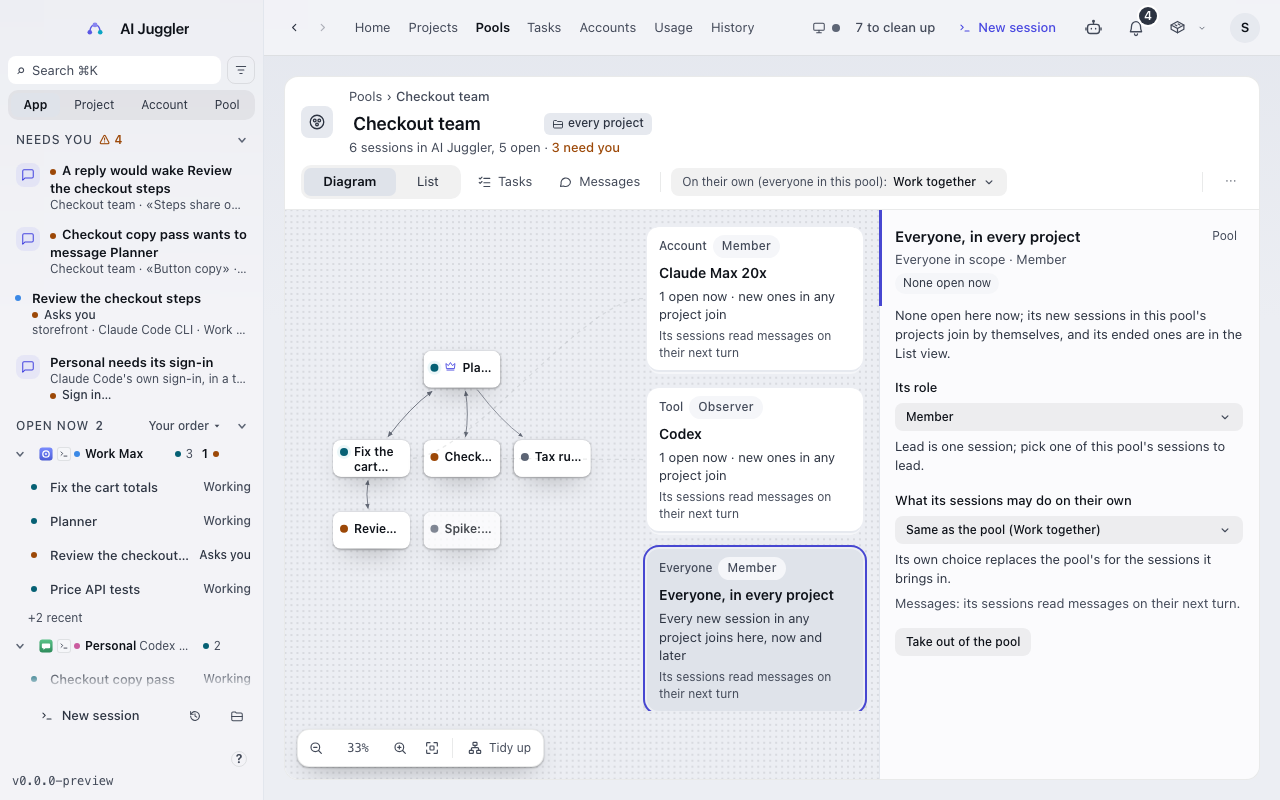 AI Juggler
Search ⌘K
App
Project
Account
Pool
NEEDS YOU 4
A reply would wake Review
the checkout steps
Checkout team · «Steps share o…
Checkout copy pass wants to
message Planner
Checkout team · «Button copy» ·…
Review the checkout steps
Asks you
storefront · Claude Code CLI · Work …
Personal needs its sign-in
Claude Code's own sign-in, in a t…
Sign in…
OPEN NOW 2
Your order
Work Max
3
1
Fix the cart totals
Working
Planner
Working
Review the checkout…
Asks you
Price API tests
Working
+2 recent
Personal Codex …
2
Checkout copy pass
Working
New session
?
v0.0.0-preview
Home
Projects
Pools
Tasks
Accounts
Usage
History
7 to clean up
New session
4
S
Pools › Checkout team
Checkout team
every project
6 sessions in AI Juggler, 5 open · 3 need you
Diagram
List
Tasks
Messages
On their own (everyone in this pool): Work together
…
Pla…
Fix the
cart…
Check…
Tax ru…
Revie…
Spike:…
Account
Member
Claude Max 20x
1 open now · new ones in any
project join
Its sessions read messages on
their next turn
Tool
Observer
Codex
1 open now · new ones in any
project join
Its sessions read messages on
their next turn
Everyone
Member
Everyone, in every project
Every new session in any
project joins here, now and
later
Its sessions read messages on
their next turn
33%
Tidy up
Everyone, in every project
Pool
Everyone in scope · Member
None open now
None open here now; its new sessions in this pool's
projects join by themselves, and its ended ones are in the
List view.
Its role
Member
Lead is one session; pick one of this pool's sessions to
lead.
What its sessions may do on their own
Same as the pool (Work together)
Its own choice replaces the pool's for the sessions it
brings in.
Messages: its sessions read messages on their next turn.
Take out of the pool